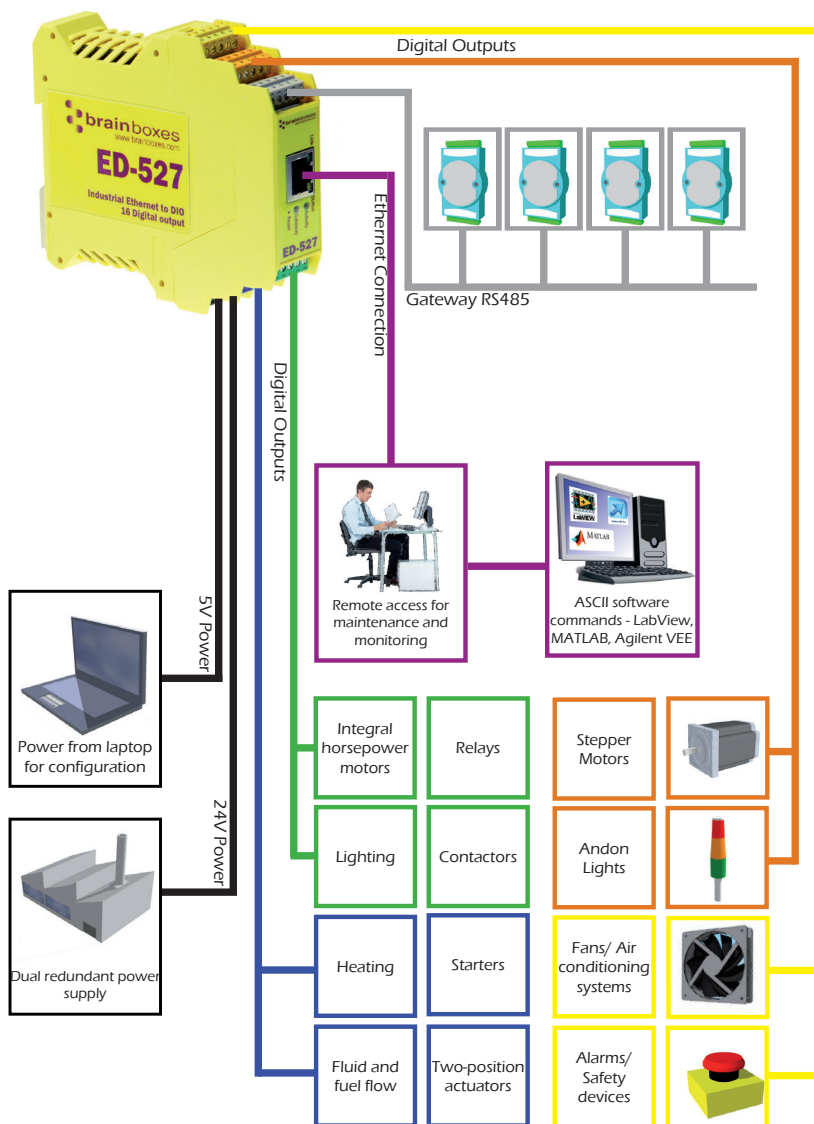 Digital Outputs
brainboxes
www.brainboxes.com
ED-527
Industrial Ethernet to DIO
16 Digital output
brainboxes
Link
ED-527
Ethernet Connection
Gateway RS485
Digital Outputs
LabVIEW
MATLAB
Remote access for
maintenance and
monitoring
ASCII software
commands - LabView,
MATLAB, Agilent VEE
5V Power
Power from laptop
for configuration
24V Power
Dual redundant power
supply
Integral
horsepower
motors
Relays
Stepper
Motors
Lighting
Contactors
Andon
Lights
Heating
Starters
Fans/ Air
conditioning
systems
Fluid and
fuel flow
Two-position
actuators
Alarms/
Safety
devices